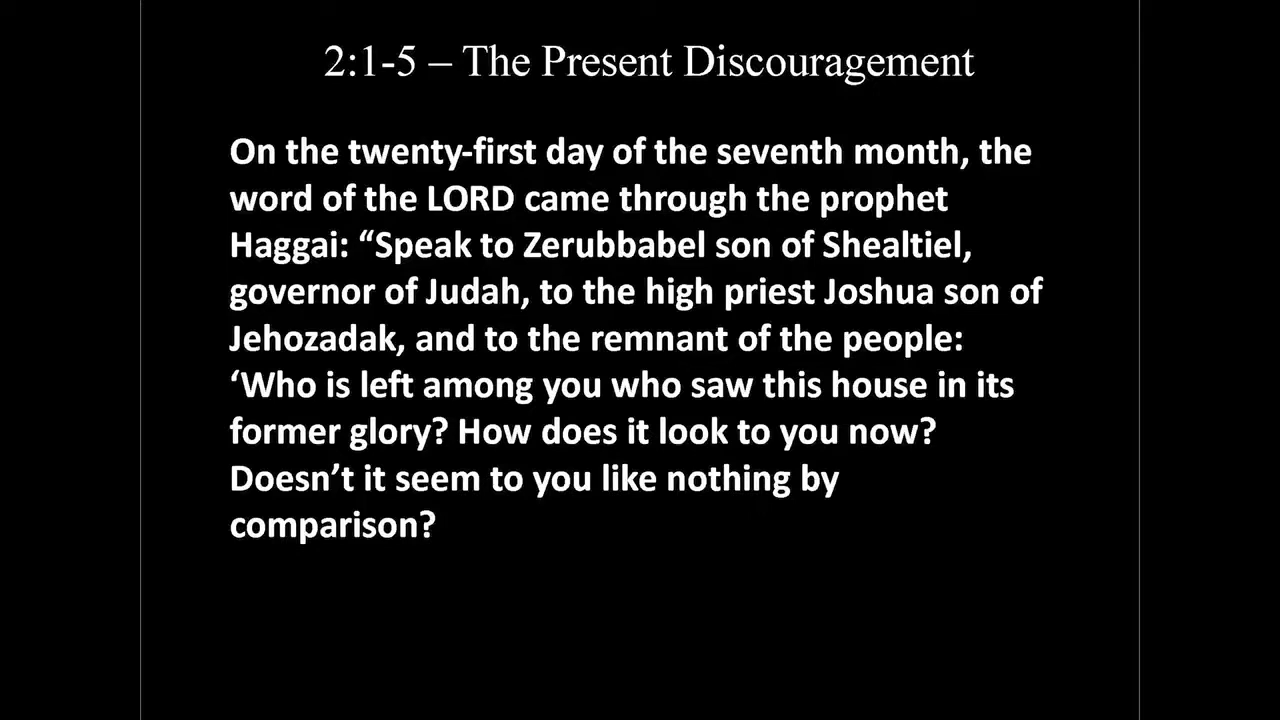 2:1-5 – The Present Discouragement
On the twenty-first day of the seventh month, the
word of the LORD came through the prophet
Haggai: “Speak to Zerubbabel son of Shealtiel,
governor of Judah, to the high priest Joshua son of
Jehozadak, and to the remnant of the people:
‘Who is left among you who saw this house in its
former glory? How does it look to you now?
Doesn’t it seem to you like nothing by
comparison?